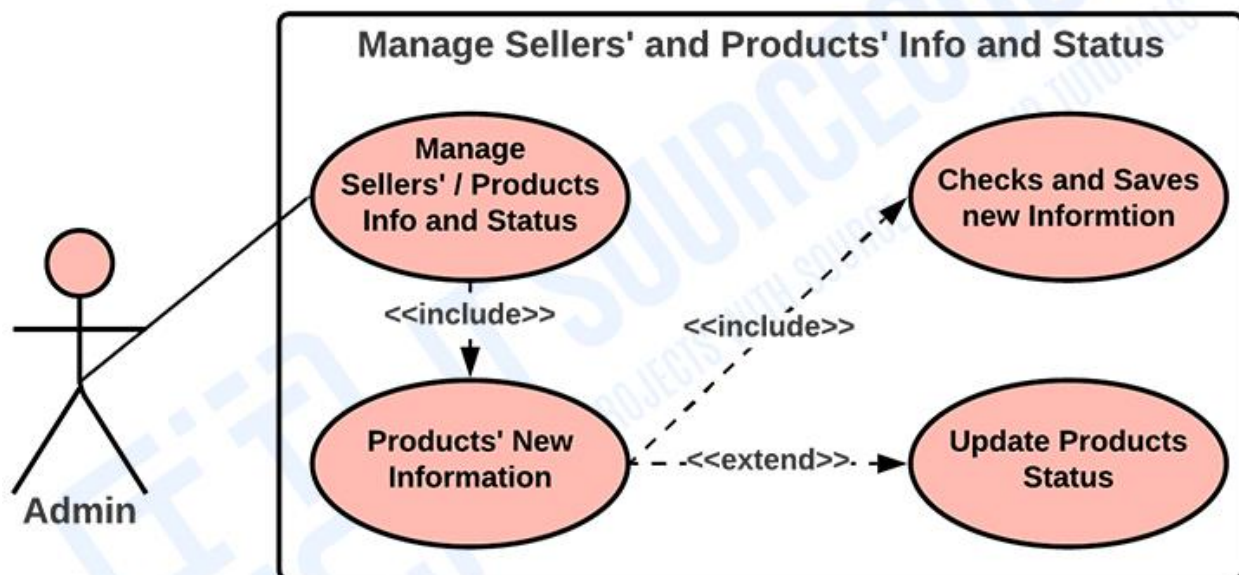 Manage Sellers' and Products' Info and Status
Manage
Sellers' / Products
Info and Status
Checks and Saves
new Informtion
<<include>>
<<include>>
Products' New
Information
<<extend>>
Update Products
Status
Admin